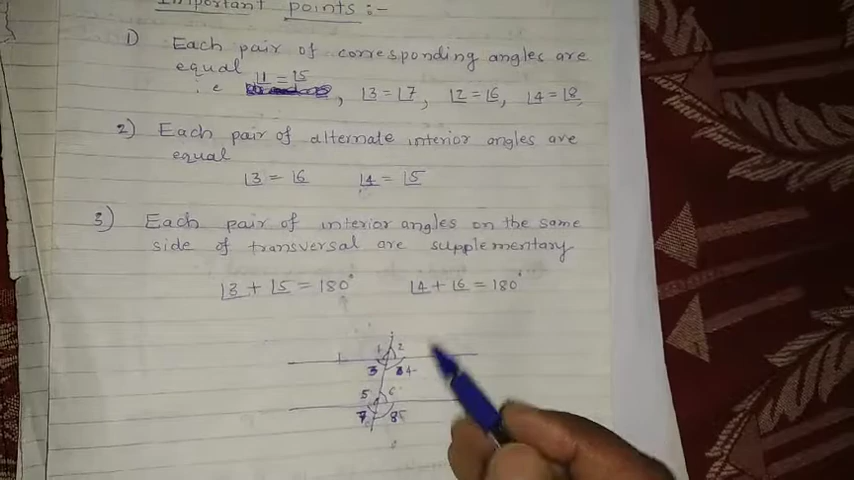 Important points :-
1) Each pair of corresponding angles are
equal ∠1 = ∠5
i.e , ∠3 = ∠7, ∠2 = ∠6, ∠4 = ∠8
2) Each pair of alternate interior angles are
equal
∠3 = ∠6 ∠4 = ∠5
3) Each pair of interior angles on the same
side of transversal are supplementary
∠3 + ∠5 = 180° ∠4 + ∠6 = 180°
1 2
3 4
5 6
7 8